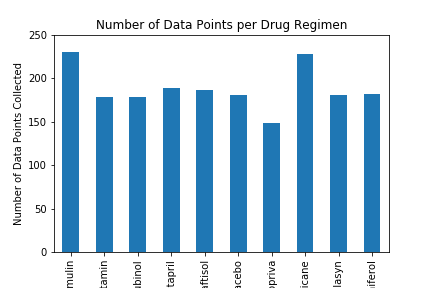 Number of Data Points per Drug Regimen
Number of Data Points Collected
250
200
150
100
50
0
mulin
tamin
ubinol
tapril
aftisol
acebo
opriva
icane
lasyn
iferol